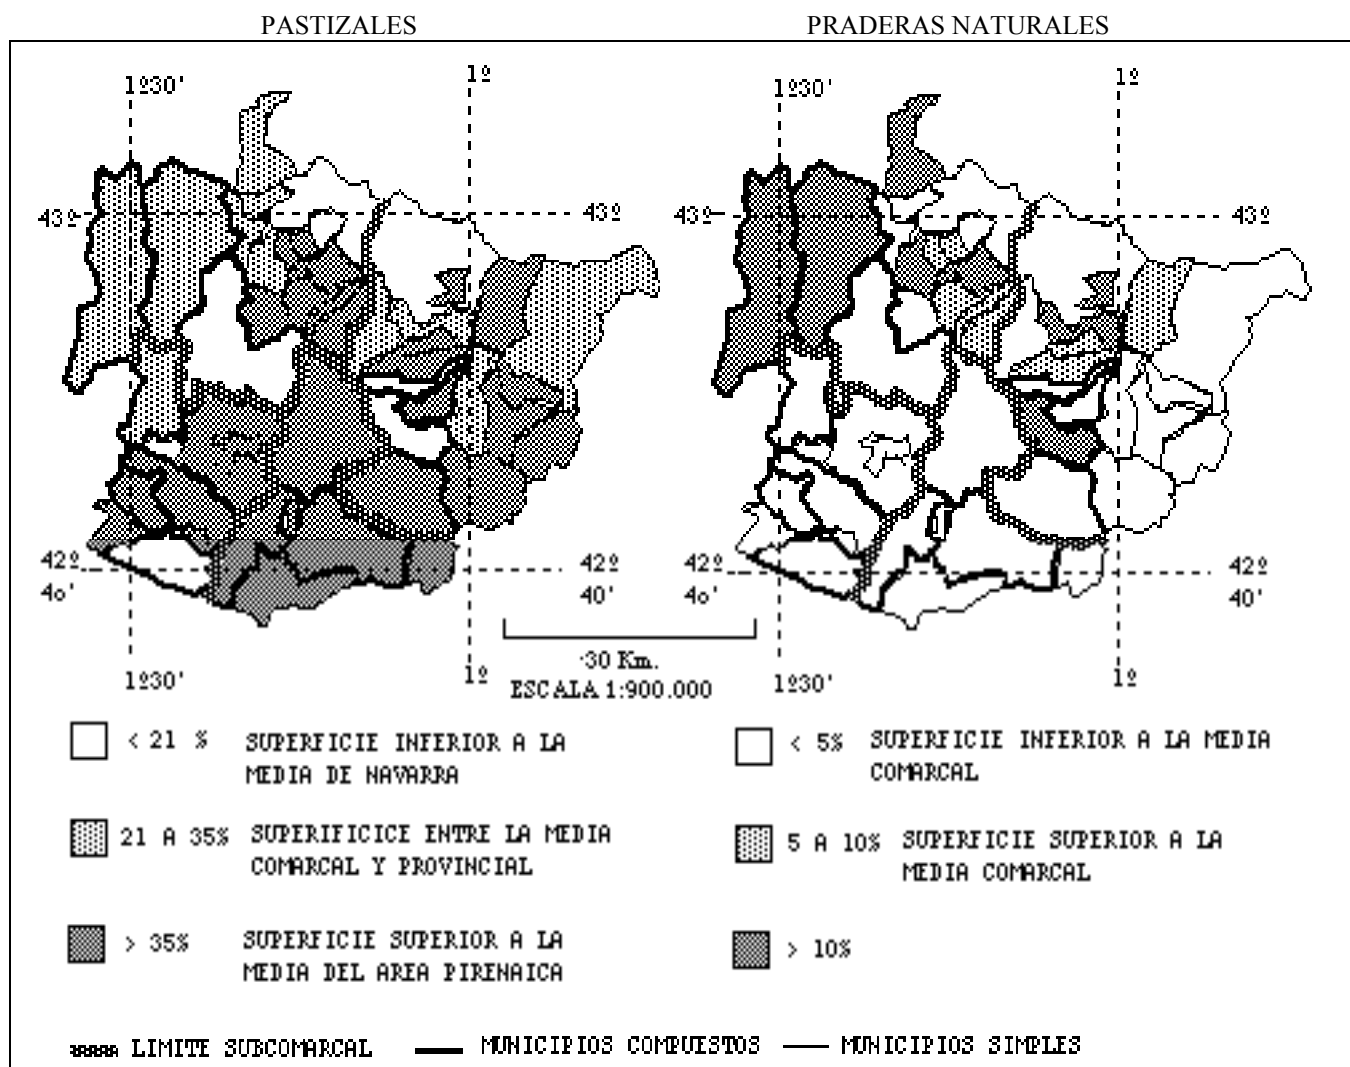 PASTIZALES
PRADERAS NATURALES
1º30'
1º
1º30'
1º
43º
43º
43º
43º
42º
4o'
42º
40'
42º
4o'
42º
40'
1º30'
1º
30 Km.
ESCALA 1:900.000
1º30'
1º
< 21 % SUPERFICIE INFERIOR A LA
MEDIA DE NAVARRA
21 A 35% SUPERIFICICE ENTRE LA MEDIA
COMARCAL Y PROVINCIAL
> 35% SUPERFICIE SUPERIOR A LA
MEDIA DEL AREA PIRENAICA
< 5% SUPERFICIE INFERIOR A LA MEDIA
COMARCAL
5 A 10% SUPERFICIE SUPERIOR A LA
MEDIA COMARCAL
> 10%
LIMITE SUBCOMARCAL MUNICIPIOS COMPUESTOS MUNICIPIOS SIMPLES